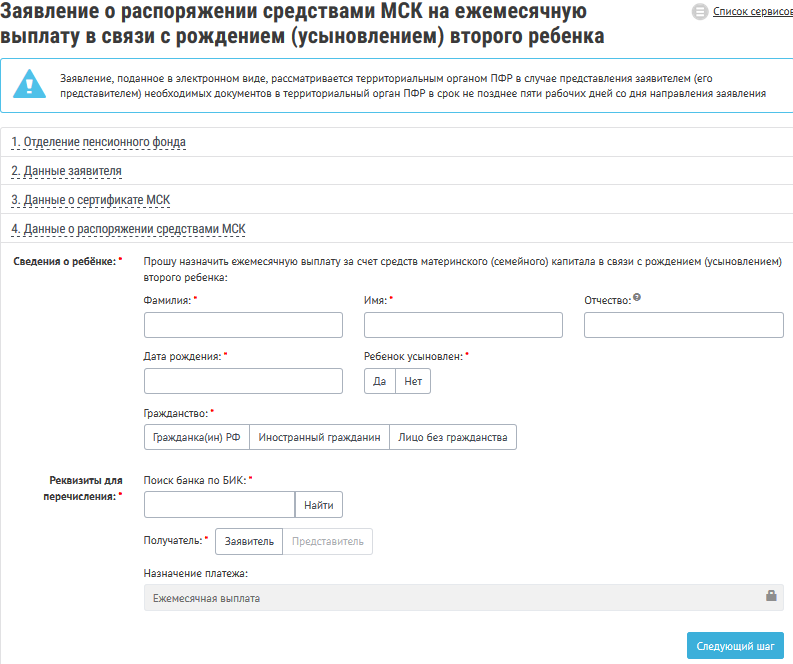 Заявление о распоряжении средствами МСК на ежемесячную
Список сервисов
выплату в связи с рождением (усыновлением) второго ребенка
Заявление, поданное в электронном виде, рассматривается территориальным органом ПФР в случае представления заявителем (его
представителем) необходимых документов в территориальный орган ПФР в срок не позднее пяти рабочих дней со дня направления заявления
1. Отделение пенсионного фонда
2. Данные заявителя
3. Данные о сертификате МСК
4. Данные о распоряжении средствами МСК
Сведения о ребёнке: *
Прошу назначить ежемесячную выплату за счет средств материнского (семейного) капитала в связи с рождением (усыновлением)
второго ребенка:
Фамилия: * Имя: * Отчество: ?
Дата рождения: * Ребенок усыновлен: *
Да Нет
Гражданство: *
Гражданка(ин) РФ Иностранный гражданин Лицо без гражданства
Реквизиты для
перечисления: *
Поиск банка по БИК: *
Найти
Получатель: * Заявитель Представитель
Назначение платежа:
Ежемесячная выплата
Следующий шаг